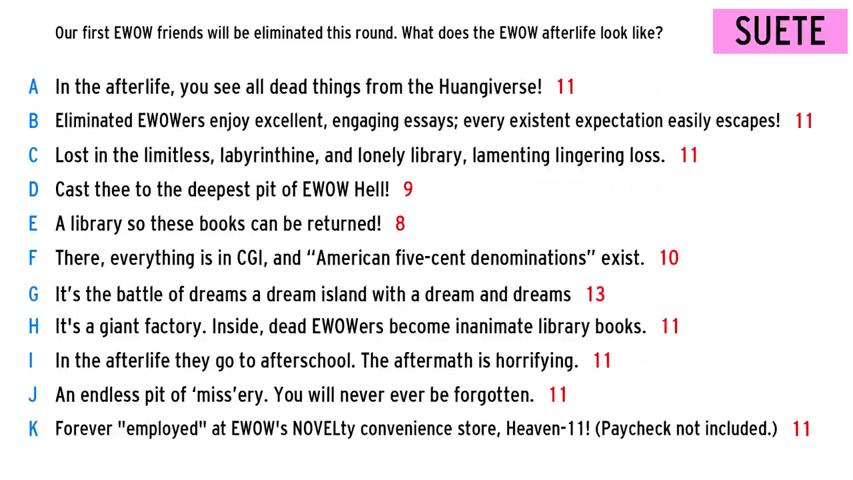 Our first EWOW friends will be eliminated this round. What does the EWOW afterlife look like?
SUETE
A In the afterlife, you see all dead things from the Huangiverse! 11
B Eliminated EWOWers enjoy excellent, engaging essays; every existent expectation easily escapes! 11
C Lost in the limitless, labyrinthine, and lonely library, lamenting lingering loss. 11
D Cast thee to the deepest pit of EWOW Hell! 9
E A library so these books can be returned! 8
F There, everything is in CGI, and “American five-cent denominations” exist. 10
G It’s the battle of dreams a dream island with a dream and dreams 13
H It's a giant factory. Inside, dead EWOWers become inanimate library books. 11
I In the afterlife they go to afterschool. The aftermath is horrifying. 11
J An endless pit of ‘miss’ery. You will never ever be forgotten. 11
K Forever "employed" at EWOW's NOVELty convenience store, Heaven-11! (Paycheck not included.) 11